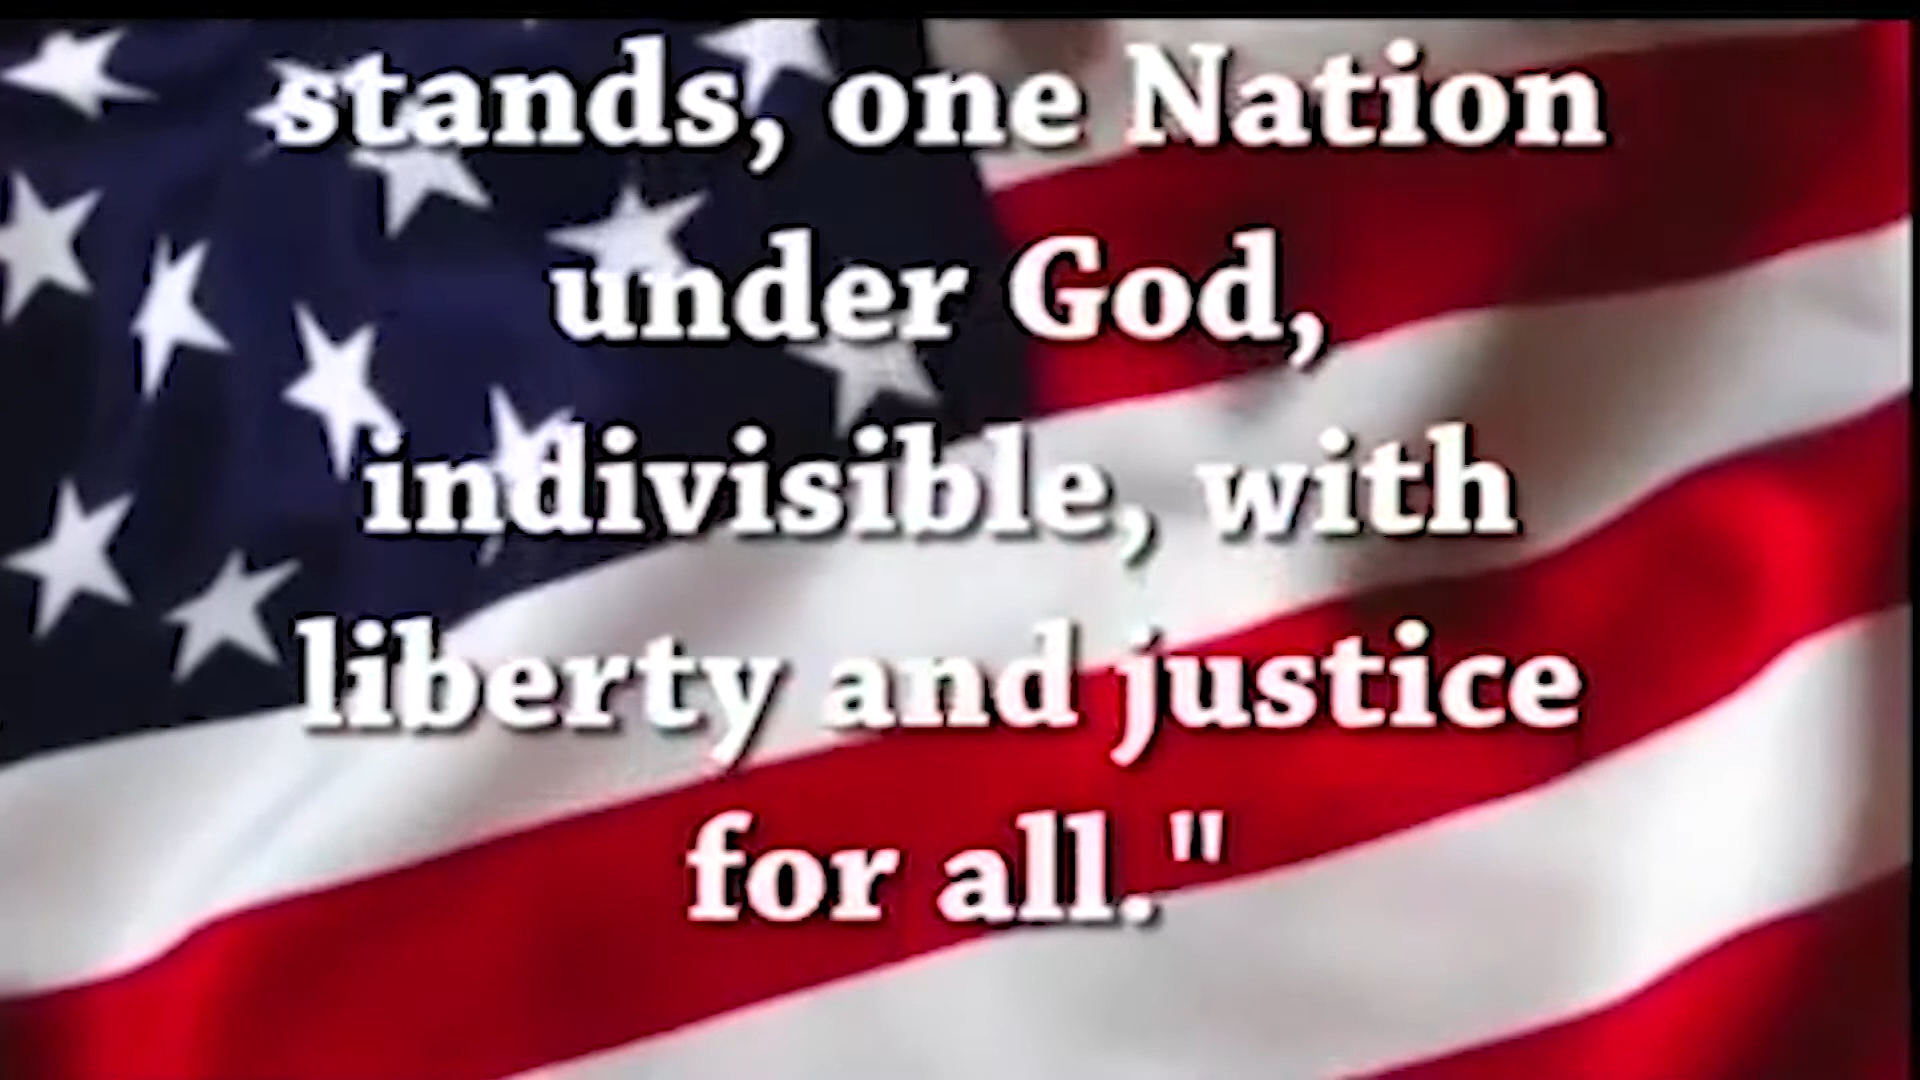 stands, one Nation
under God,
indivisible, with
liberty and justice
for all."